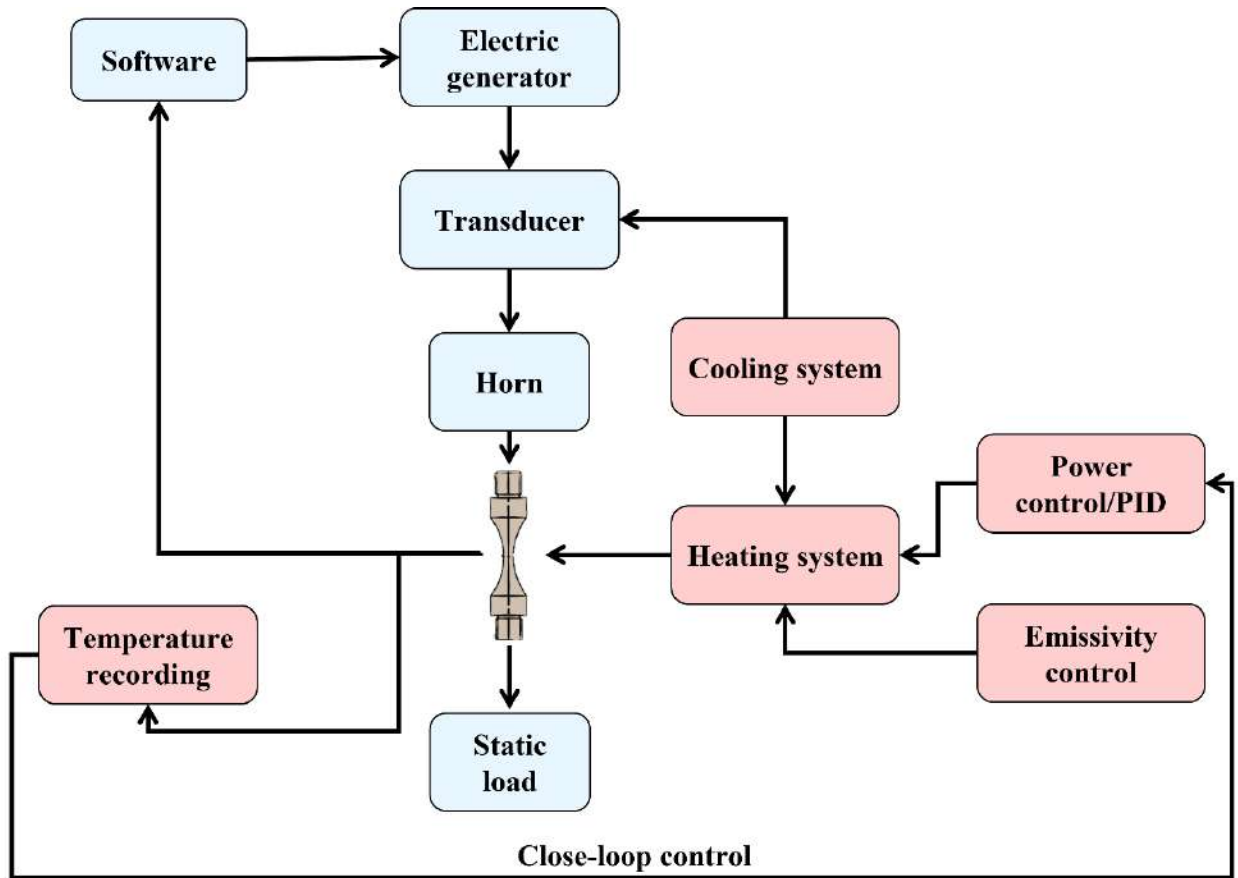 Software
Electric
generator
Transducer
Horn
Cooling system
Power
control/PID
Heating system
Temperature
recording
Emissivity
control
Static
load
Close-loop control